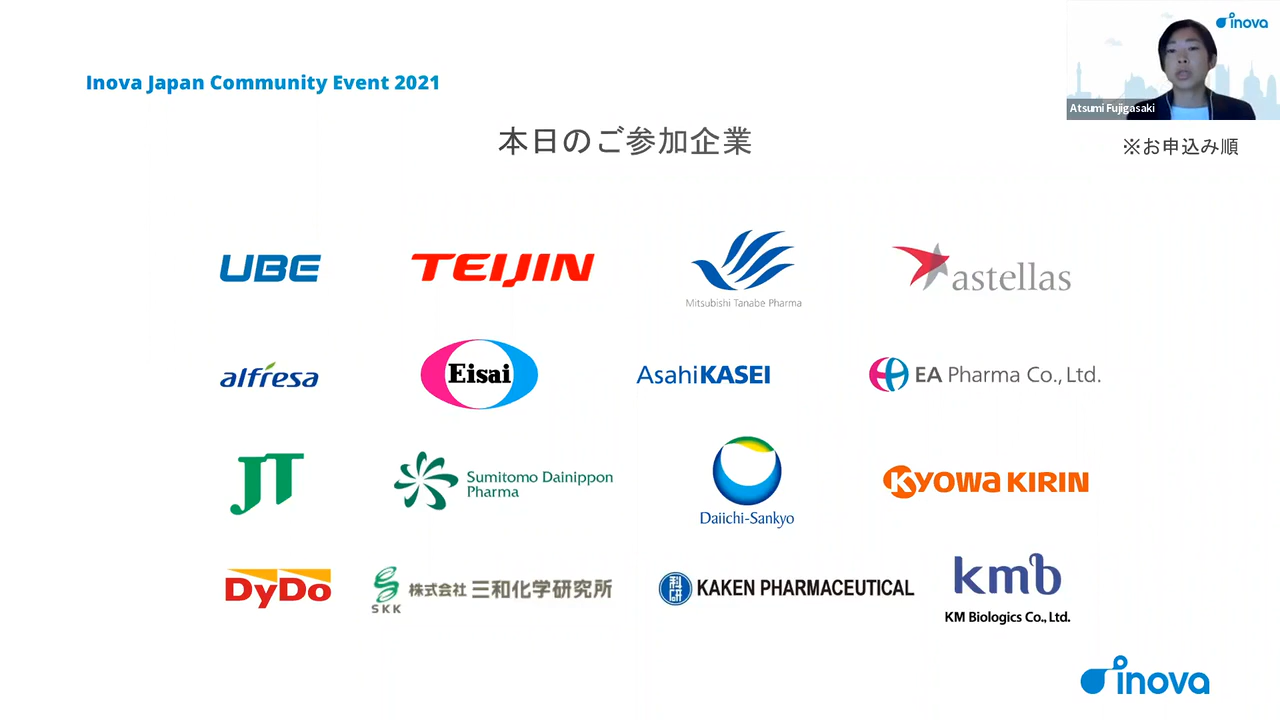 inova
Inova Japan Community Event 2021
Atsumi Fujigasaki
本日のご参加企業
※お申込み順
UBE
TEIJIN
Mitsubishi Tanabe Pharma
astellas
alfresa
Eisai
AsahiKASEI
EA Pharma Co., Ltd.
JT
Sumitomo Dainippon
Pharma
Daiichi-Sankyo
KYOWA KIRIN
DyDo
SKK
株式会社 三和化学研究所
科研
KAKEN PHARMACEUTICAL
kmb
KM Biologics Co., Ltd.
inova